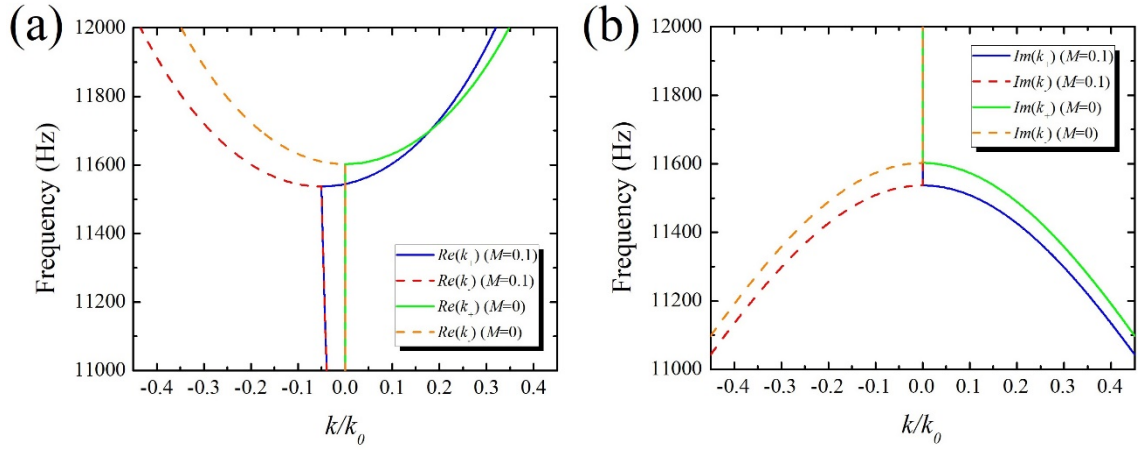 (a)
12000
11800
11600
11400
11200
11000
Frequency (Hz)
-0.4 -0.3 -0.2 -0.1 0.0 0.1 0.2 0.3 0.4
k/k0
Re(k+) (M=0.1)
Re(k) (M=0.1)
Re(k+) (M=0)
Re(k) (M=0)
(b)
12000
11800
11600
11400
11200
11000
Frequency (Hz)
-0.4 -0.3 -0.2 -0.1 0.0 0.1 0.2 0.3 0.4
k/k0
Im(k+) (M=0.1)
Im(k) (M=0.1)
Im(k+) (M=0)
Im(k) (M=0)